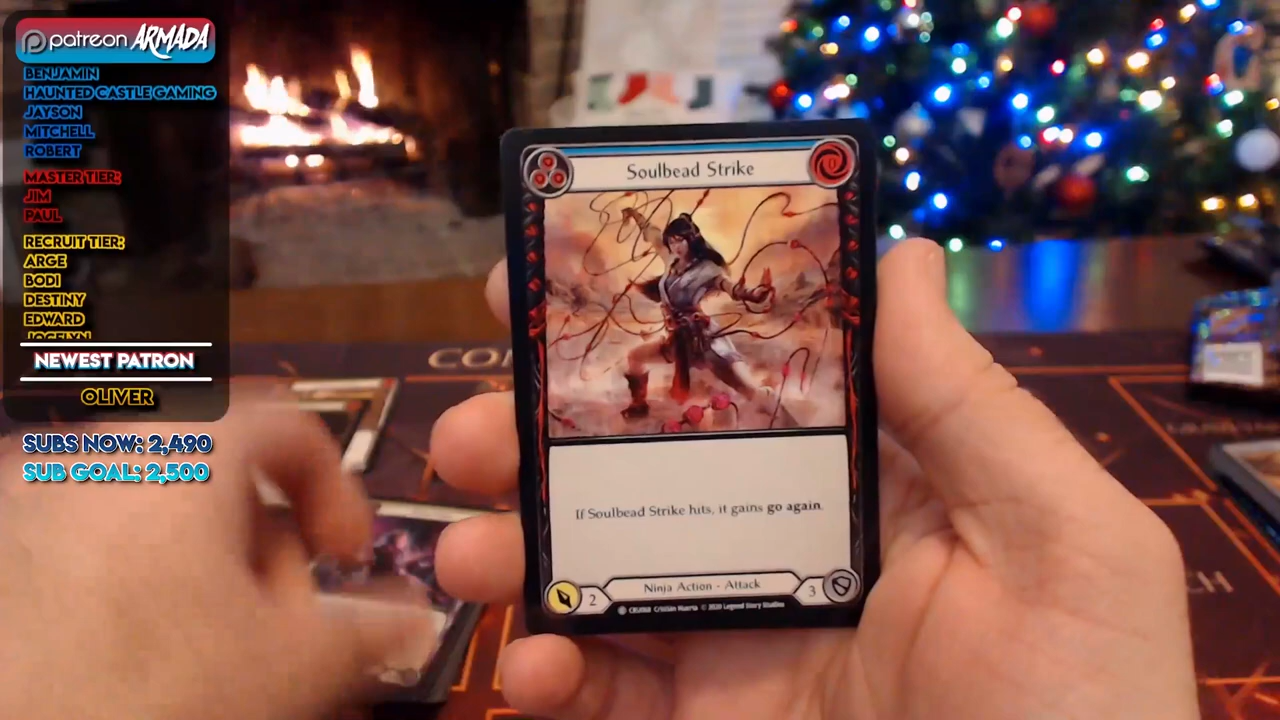 patreon ARMADA
BENJAMIN
HAUNTED CASTLE GAMING
JAYSON
MITCHELL
ROBERT
MASTER TIER:
JIM
PAUL
RECRUIT TIER:
ARGE
BODI
DESTINY
EDWARD
JOCELYN
NEWEST PATRON
OLIVER
SUBS NOW: 2,490
SUB GOAL: 2,500
Soulbead Strike
0
If Soulbead Strike hits, it gains go again.
2
Ninja Action - Attack
3
© 2020 Legend Story Studios